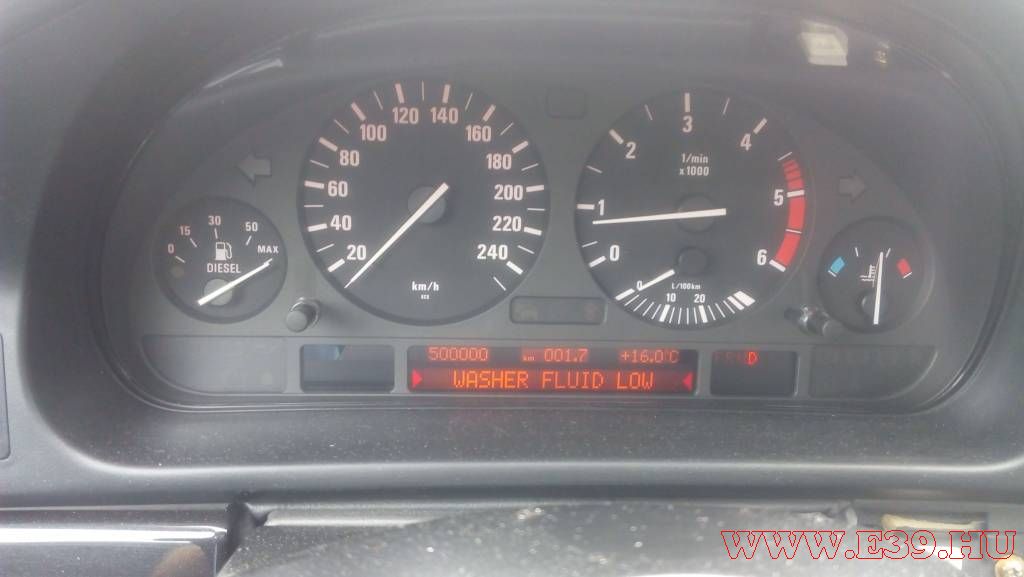 0 15 30 50 MAX
DIESEL
20 40 60 80 100 120 140 160 180 200 220 240
km/h
0 1 2 3 4 5 6
1/min
x1000
0 10 20
L/100km
500000 km 001.7 +16.0°C
D
WASHER FLUID LOW
WWW.E39.HU